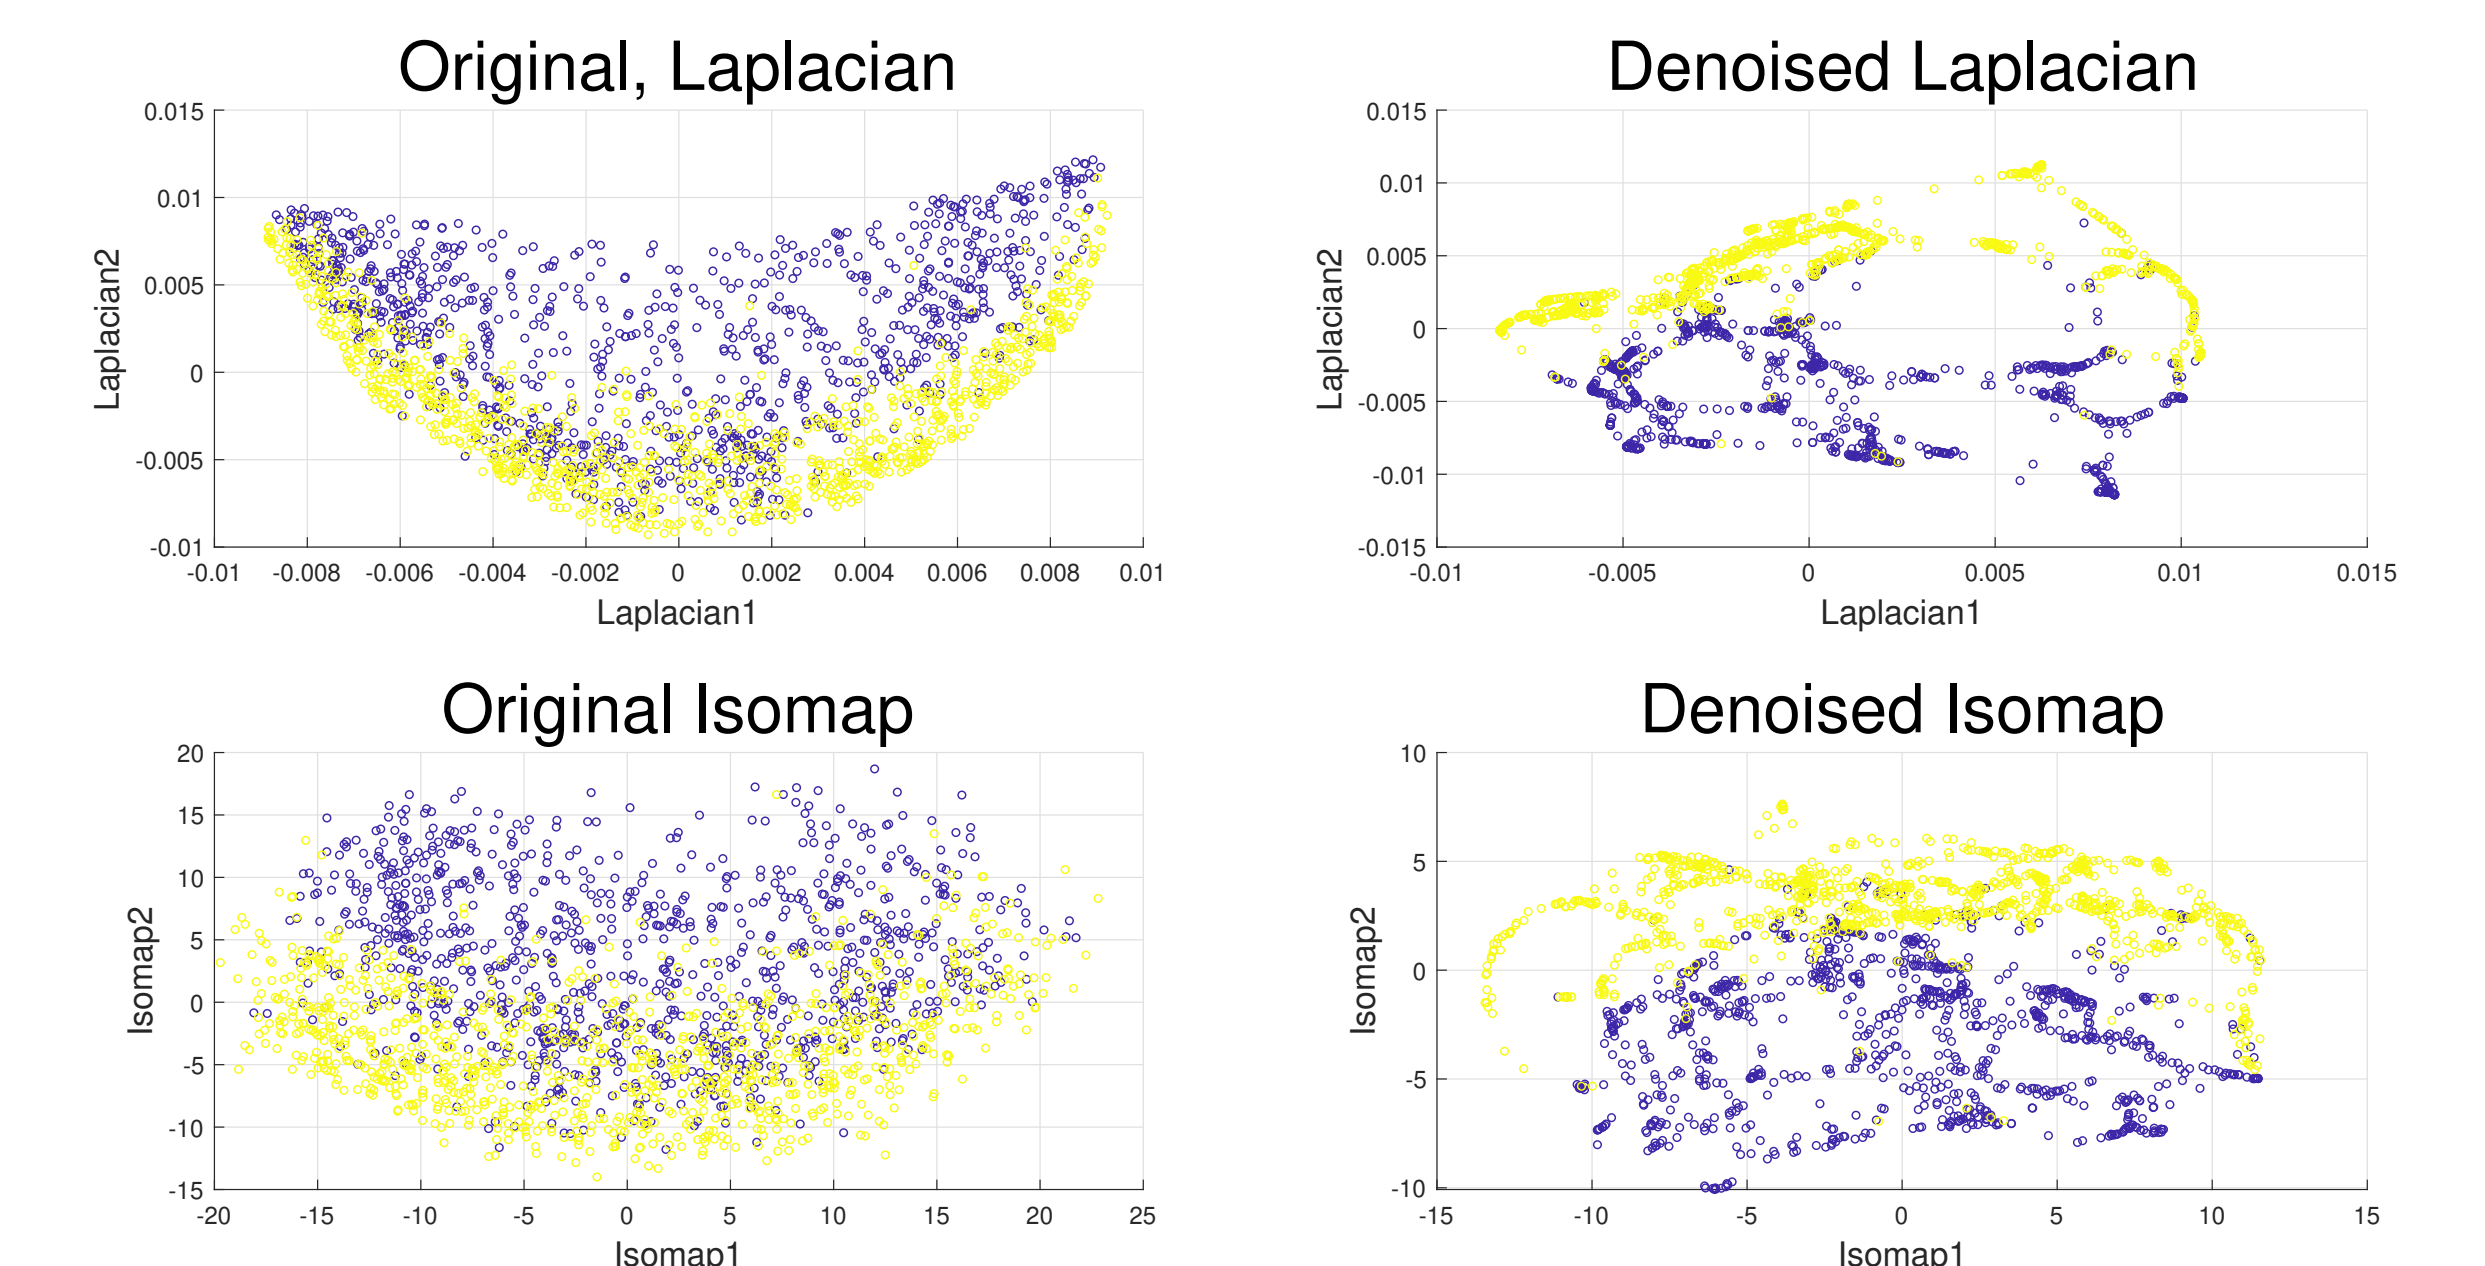 Original, Laplacian
0.015
0.01
0.005
0
-0.005
-0.01
Laplacian2
-0.01 -0.008 -0.006 -0.004 -0.002 0 0.002 0.004 0.006 0.008 0.01
Laplacian1
Denoised Laplacian
0.015
0.01
0.005
0
-0.005
-0.01
-0.015
Laplacian2
-0.01 -0.005 0 0.005 0.01 0.015
Laplacian1
Original Isomap
20
15
10
5
0
-5
-10
-15
Isomap2
-20 -15 -10 -5 0 5 10 15 20 25
Isomap1
Denoised Isomap
10
5
0
-5
-10
Isomap2
-15 -10 -5 0 5 10 15
Isomap1